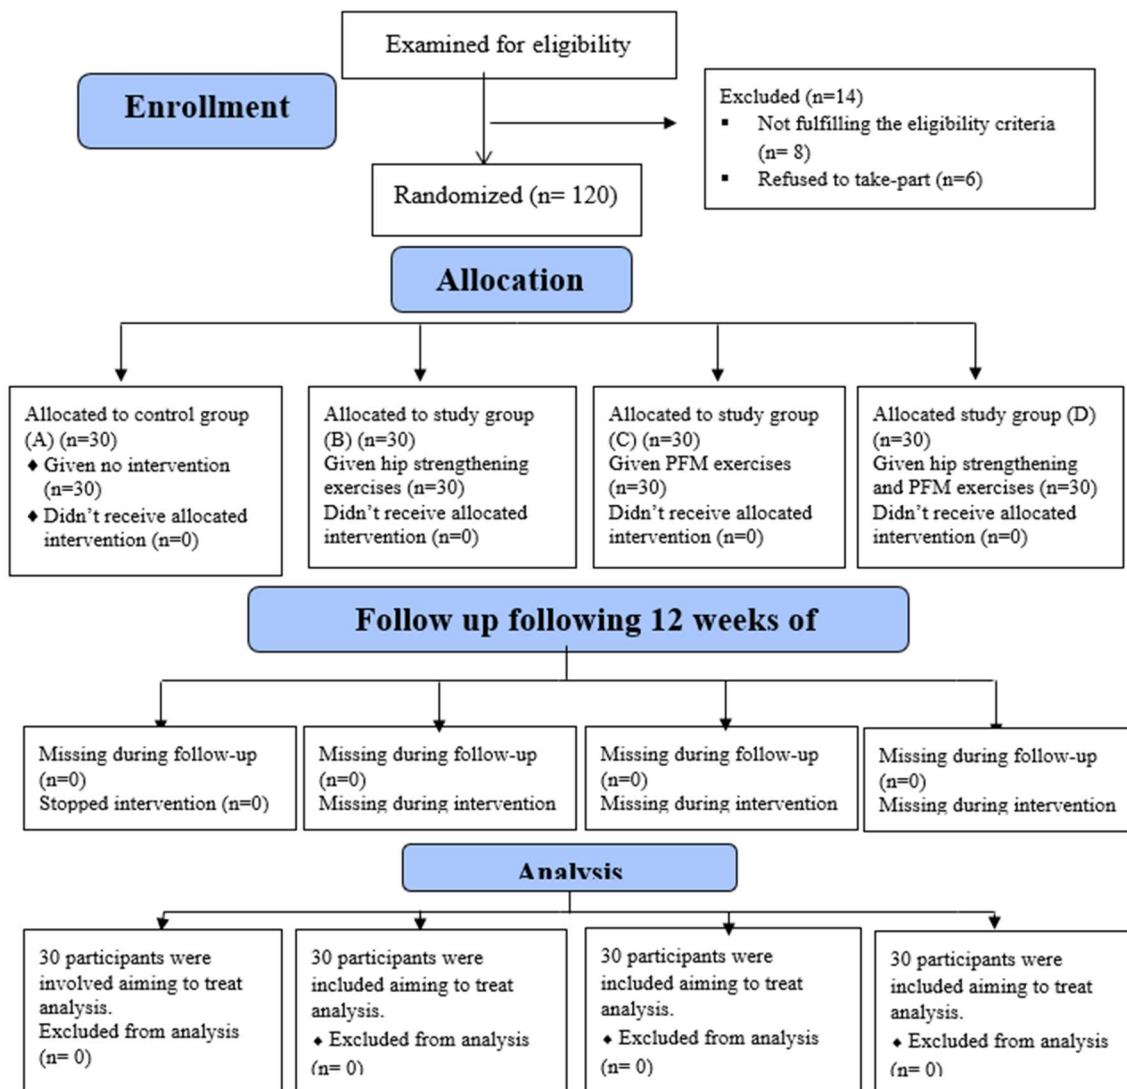 Examined for eligibility
Enrollment
Excluded (n=14)
▪ Not fulfilling the eligibility criteria
(n= 8)
▪ Refused to take-part (n=6)
Randomized (n= 120)
Allocation
Allocated to control group
(A) (n=30)
♦ Given no intervention
(n=30)
♦ Didn’t receive allocated
intervention (n=0)
Allocated to study group
(B) (n=30)
Given hip strengthening
exercises (n=30)
Didn’t receive allocated
intervention (n=0)
Allocated to study group
(C) (n=30)
Given PFM exercises
(n=30)
Didn’t receive allocated
intervention (n=0)
Allocated study group (D)
(n=30)
Given hip strengthening
and PFM exercises (n=30)
Didn’t receive allocated
intervention (n=0)
Follow up following 12 weeks of
Missing during follow-up
(n=0)
Stopped intervention (n=0)
Missing during follow-up
(n=0)
Missing during intervention
Missing during follow-up
(n=0)
Missing during intervention
Missing during follow-up
(n=0)
Missing during intervention
Analysis
30 participants were
involved aiming to treat
analysis.
Excluded from analysis
(n= 0)
30 participants were
included aiming to treat
analysis.
♦ Excluded from analysis
(n= 0)
30 participants were
included aiming to treat
analysis.
♦ Excluded from analysis
(n= 0)
30 participants were
included aiming to treat
analysis.
♦ Excluded from analysis
(n= 0)